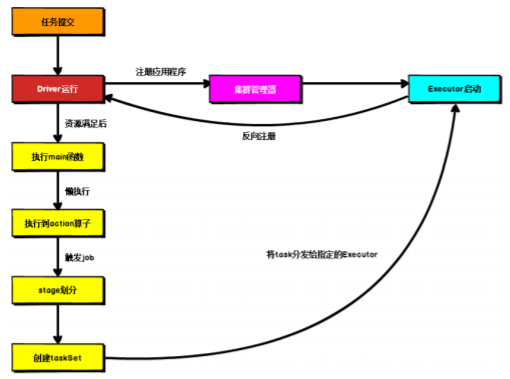 任务提交
注册应用程序
Driver运行
集群管理器
Executor启动
资源满足后
反向注册
执行main函数
懒执行
执行到action算子
触发job
将task分发给指定的Executor
stage划分
创建taskSet